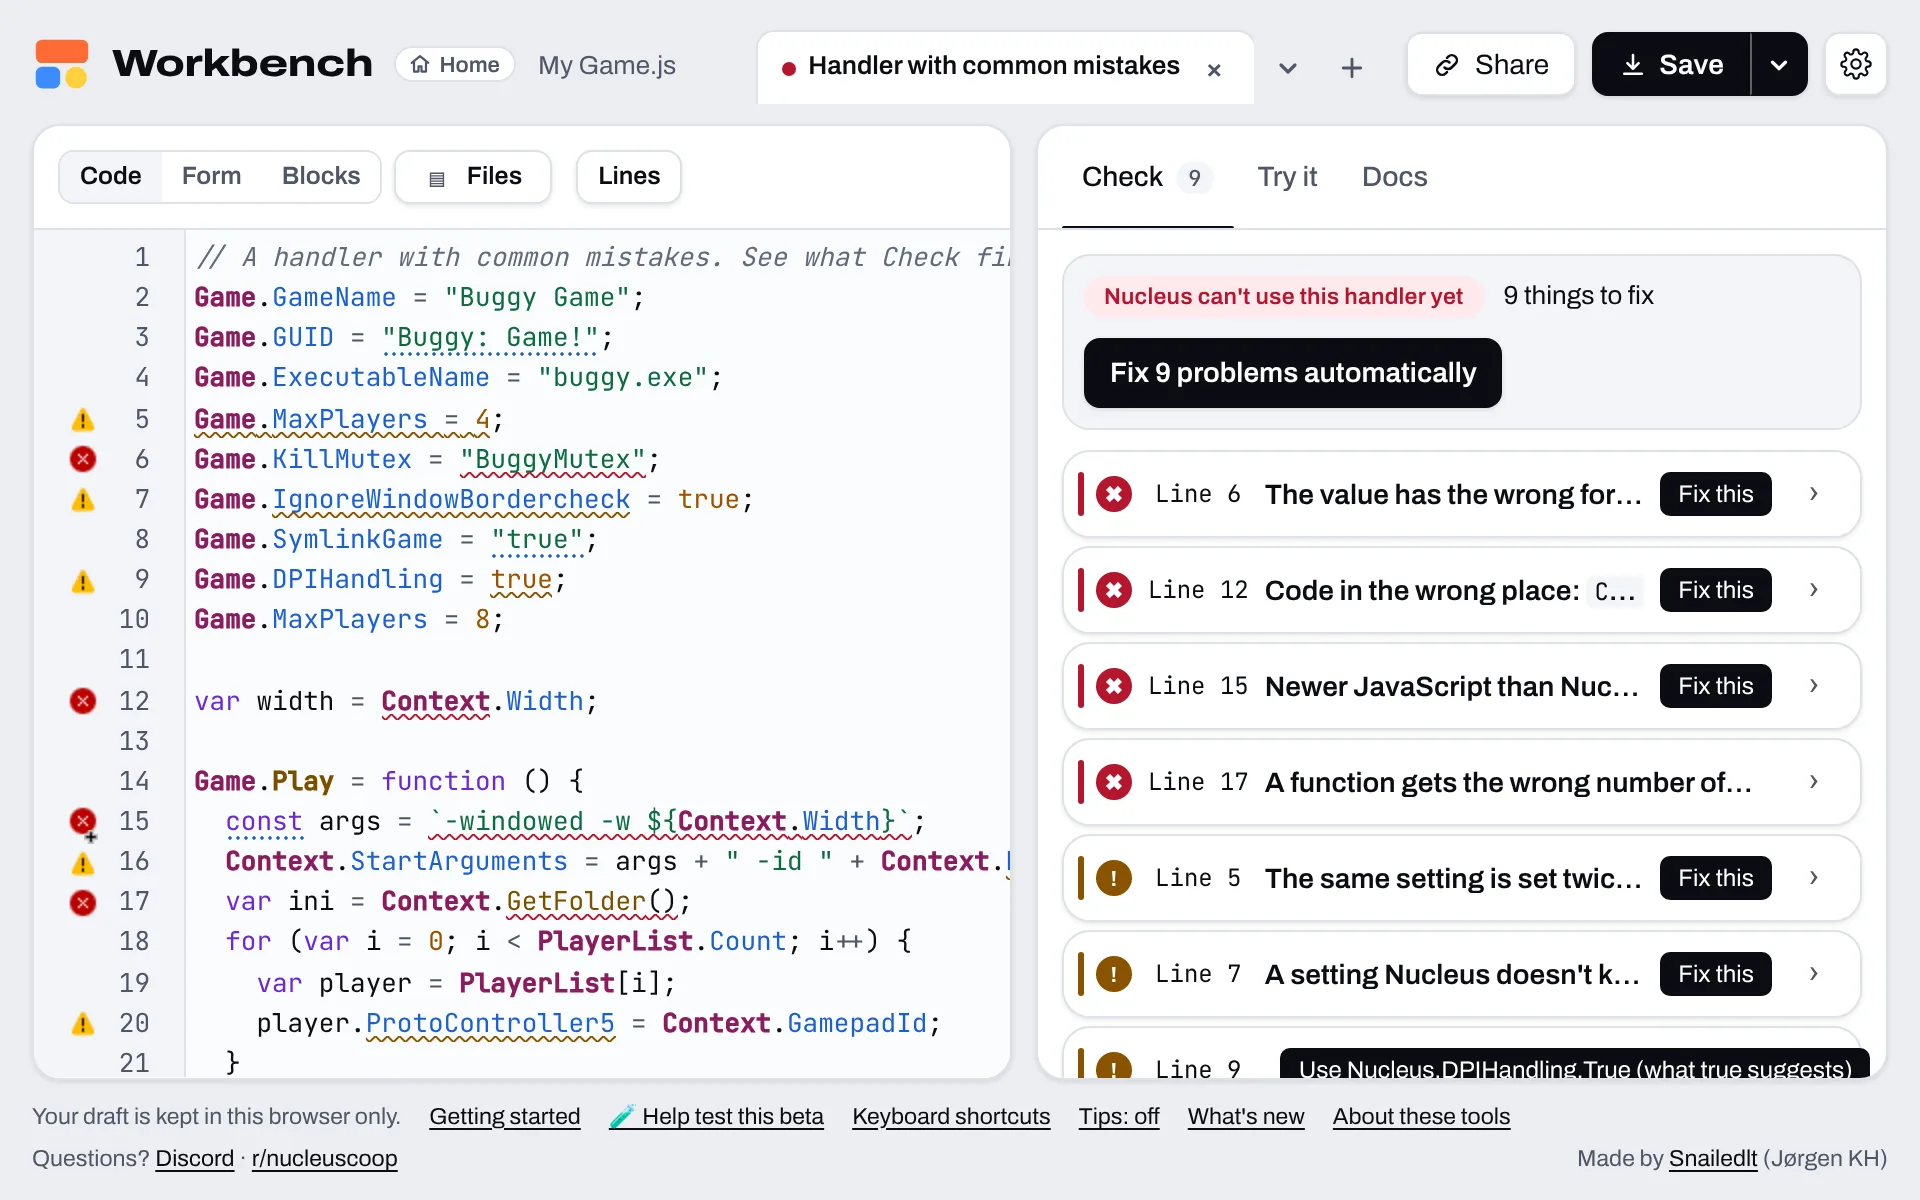 Workbench
Home
My Game.js
Handler with common mistakes
Share
Save
Code
Form
Blocks
Files
Lines
1 // A handler with common mistakes. See what Check
2 Game.GameName = "Buggy Game";
3 Game.GUID = "Buggy: Game!";
4 Game.ExecutableName = "buggy.exe";
5 Game.MaxPlayers = 4;
6 Game.KillMutex = "BuggyMutex";
7 Game.IgnoreWindowBordercheck = true;
8 Game.SymlinkGame = "true";
9 Game.DPIHandling = true;
10 Game.MaxPlayers = 8;
11
12 var width = Context.Width;
13
14 Game.Play = function () {
15 const args = `-windowed -w ${Context.Width}`;
16 Context.StartArguments = args + " -id " + Context.
17 var ini = Context.GetFolder();
18 for (var i = 0; i < PlayerList.Count; i++) {
19 var player = PlayerList[i];
20 player.ProtoController5 = Context.GamepadId;
21 }
Check 9
Try it
Docs
Nucleus can't use this handler yet
9 things to fix
Fix 9 problems automatically
Line 6 The value has the wrong for… Fix this
Line 12 Code in the wrong place: C… Fix this
Line 15 Newer JavaScript than Nuc… Fix this
Line 17 A function gets the wrong number of…
Line 5 The same setting is set twic… Fix this
Line 7 A setting Nucleus doesn't k… Fix this
Line 9 Use Nucleus.DPIHandling.True (what true suggests)
Your draft is kept in this browser only.
Getting started
Help test this beta
Keyboard shortcuts
Tips: off
What's new
About these tools
Questions? Discord · r/nucleuscoop
Made by Snailedlt (Jørgen KH)